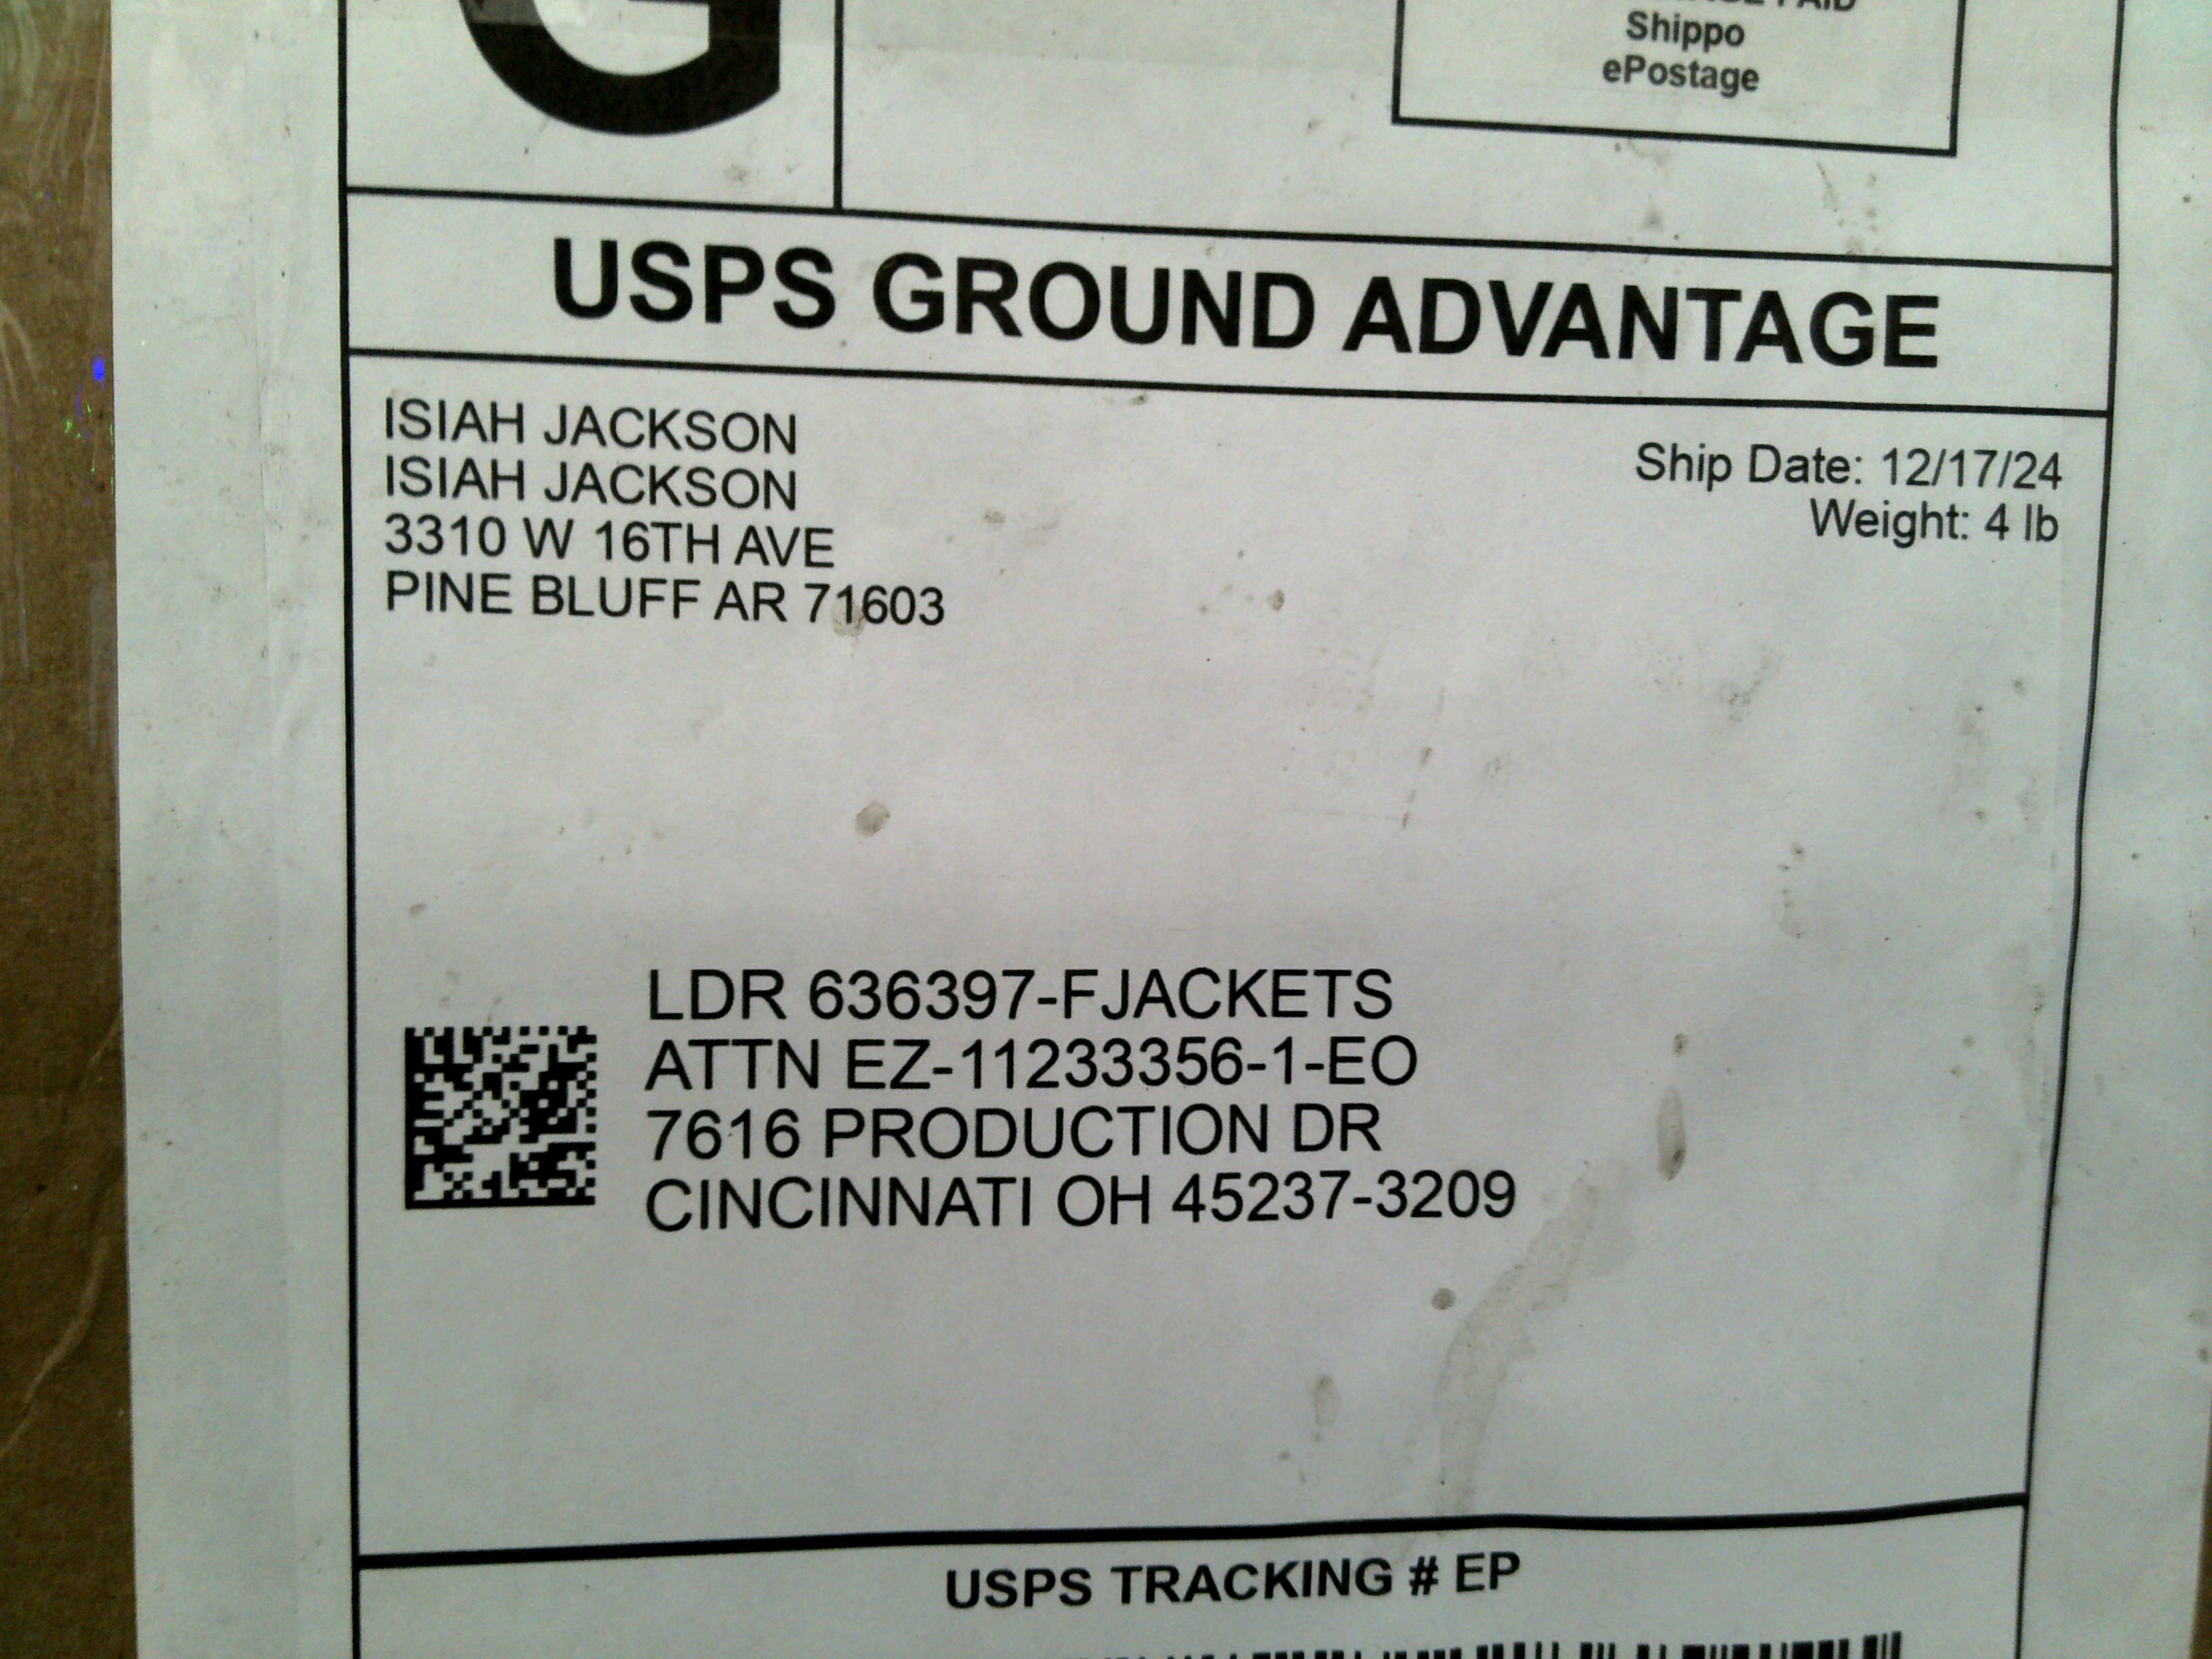 G
PAID
Shippo
ePostage
USPS GROUND ADVANTAGE
ISIAH JACKSON
ISIAH JACKSON
3310 W 16TH AVE
PINE BLUFF AR 71603
Ship Date: 12/17/24
Weight: 4 lb
LDR 636397-FJACKETS
ATTN EZ-11233356-1-EO
7616 PRODUCTION DR
CINCINNATI OH 45237-3209
USPS TRACKING # EP